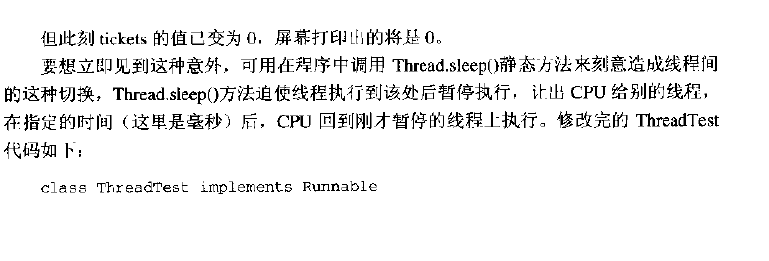 但此刻 tickets 的值已变为 0，屏幕打印出的将是 0。
要想立即见到这种意外，可用在程序中调用 Thread.sleep()静态方法来刻意造成线程间
的这种切换，Thread.sleep()方法迫使线程执行到该处后暂停执行，让出 CPU 给别的线程，
在指定的时间（这里是毫秒）后，CPU 回到刚才暂停的线程上执行。修改完的 ThreadTest
代码如下：
class ThreadTest implements Runnable